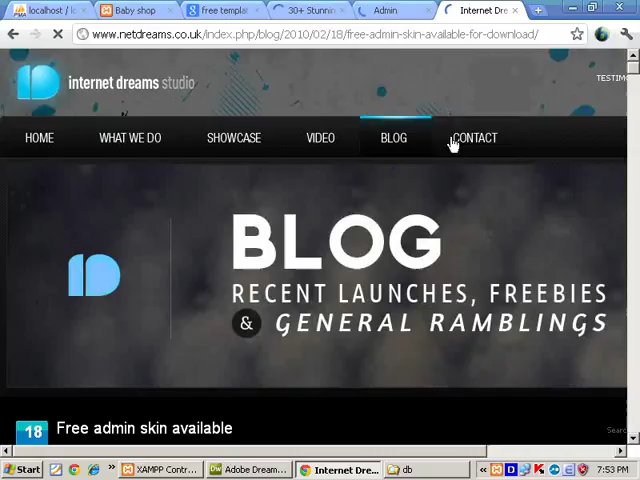 localhost / lo
Baby shop
free templat
30+ Stunnin
Admin
Internet Dre
www.netdreams.co.uk/index.php/blog/2010/02/18/free-admin-skin-available-for-download/
internet dreams studio
TESTIMO
HOME
WHAT WE DO
SHOWCASE
VIDEO
BLOG
CONTACT
BLOG
RECENT LAUNCHES, FREEBIES
& GENERAL RAMBLINGS
18
Free admin skin available
Searc
Start
XAMPP Contr...
Adobe Dream...
Internet Dre...
db
7:53 PM